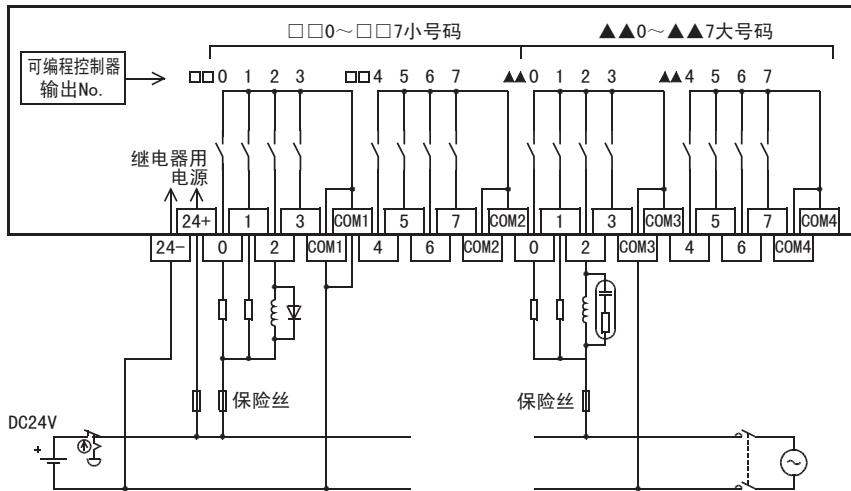 □□0～□□7小号码 ▲▲0～▲▲7大号码
可编程控制器
输出No.
□□0 1 2 3 □□4 5 6 7 ▲▲0 1 2 3 ▲▲4 5 6 7
继电器用
电源
24+ 1 3 COM1 5 7 COM2 1 3 COM3 5 7 COM4
24- 0 2 COM1 4 6 COM2 0 2 COM3 4 6 COM4
保险丝 保险丝
DC24V
+